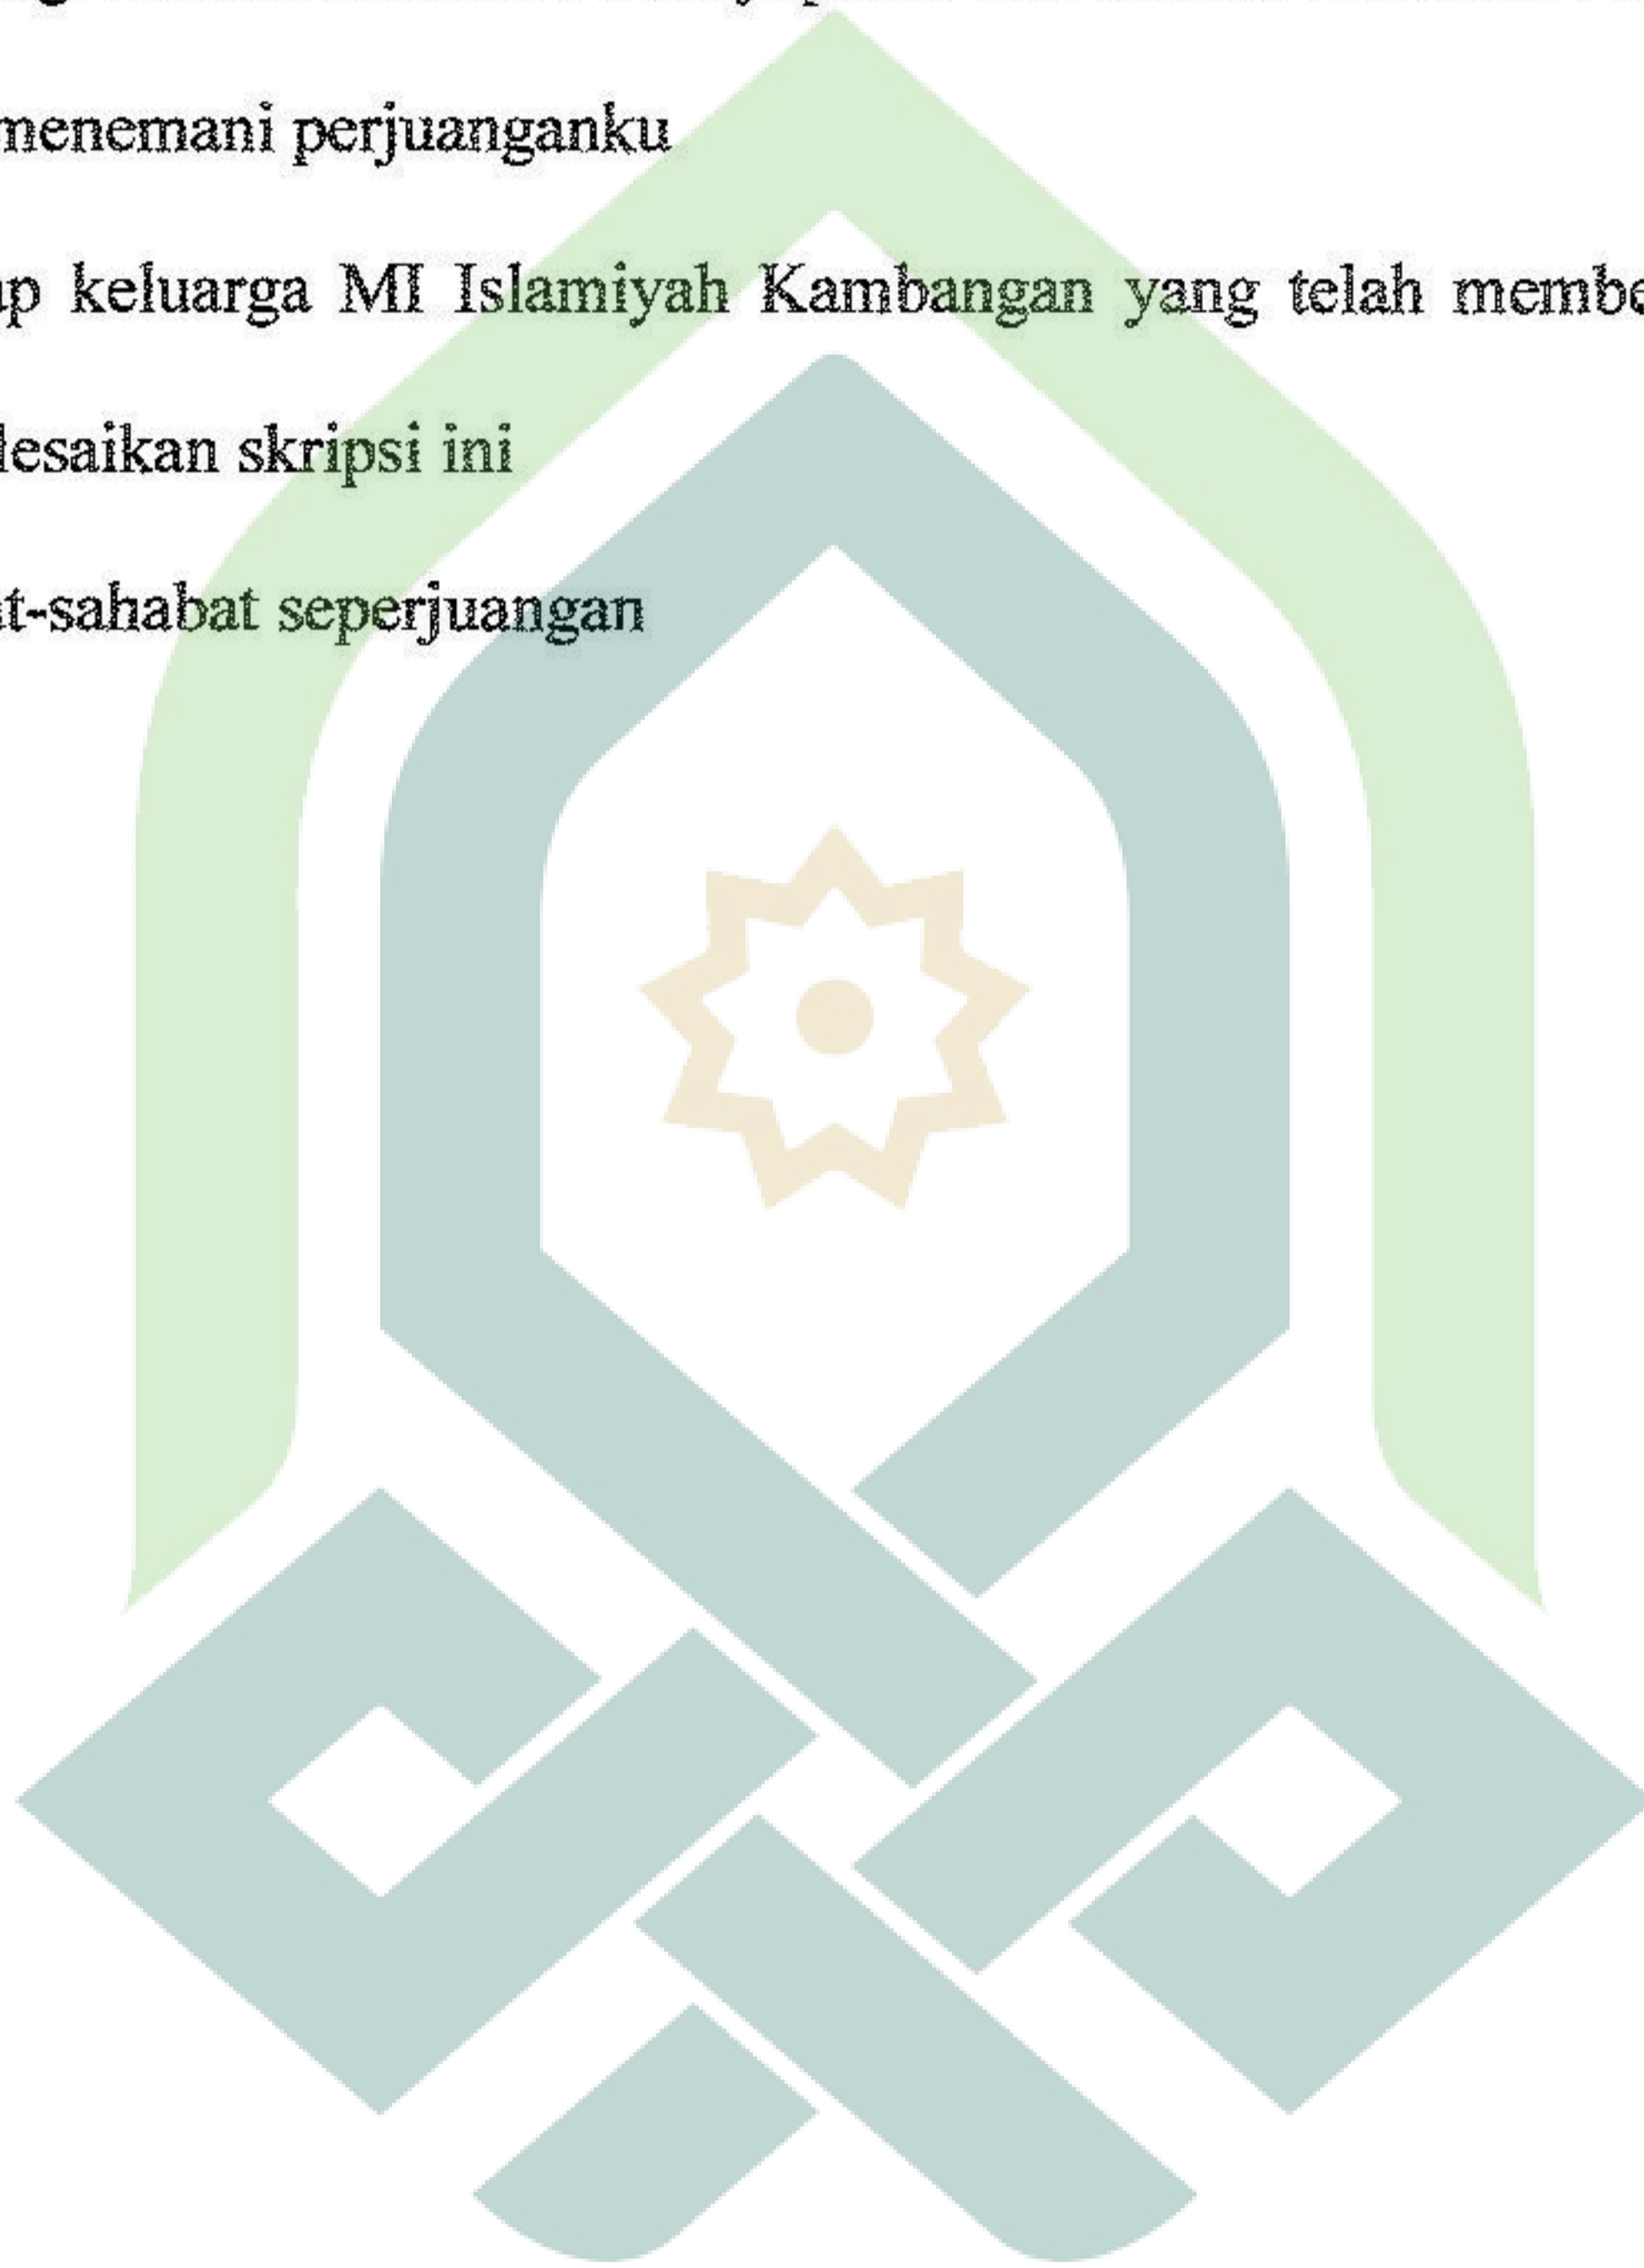 menemani perjuanganku
keluarga MI Islamiyah Kambangan yang telah membe
lesaikan skripsi ini
t-sahabat seperjuangan